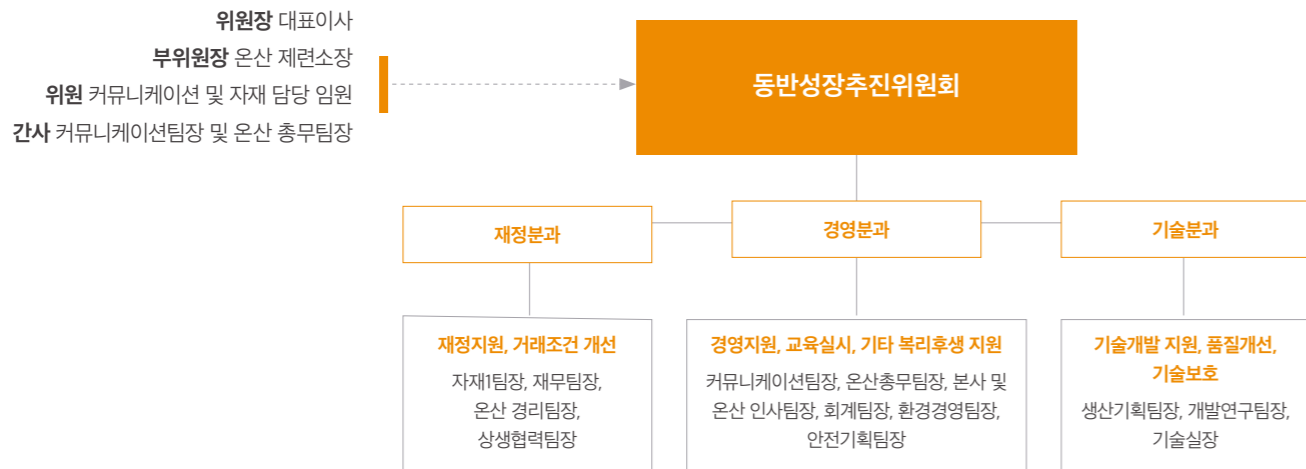 위원장 대표이사
부위원장 온산 제련소장
위원 커뮤니케이션 및 자재 담당 임원
간사 커뮤니케이션팀장 및 온산 총무팀장
동반성장추진위원회
재정분과
경영분과
기술분과
재정지원, 거래조건 개선
자재1팀장, 재무팀장,
온산 경리팀장,
상생협력팀장
경영지원, 교육실시, 기타 복리후생 지원
커뮤니케이션팀장, 온산총무팀장, 본사 및
온산 인사팀장, 회계팀장, 환경경영팀장,
안전기획팀장
기술개발 지원, 품질개선,
기술보호
생산기획팀장, 개발연구팀장,
기술실장